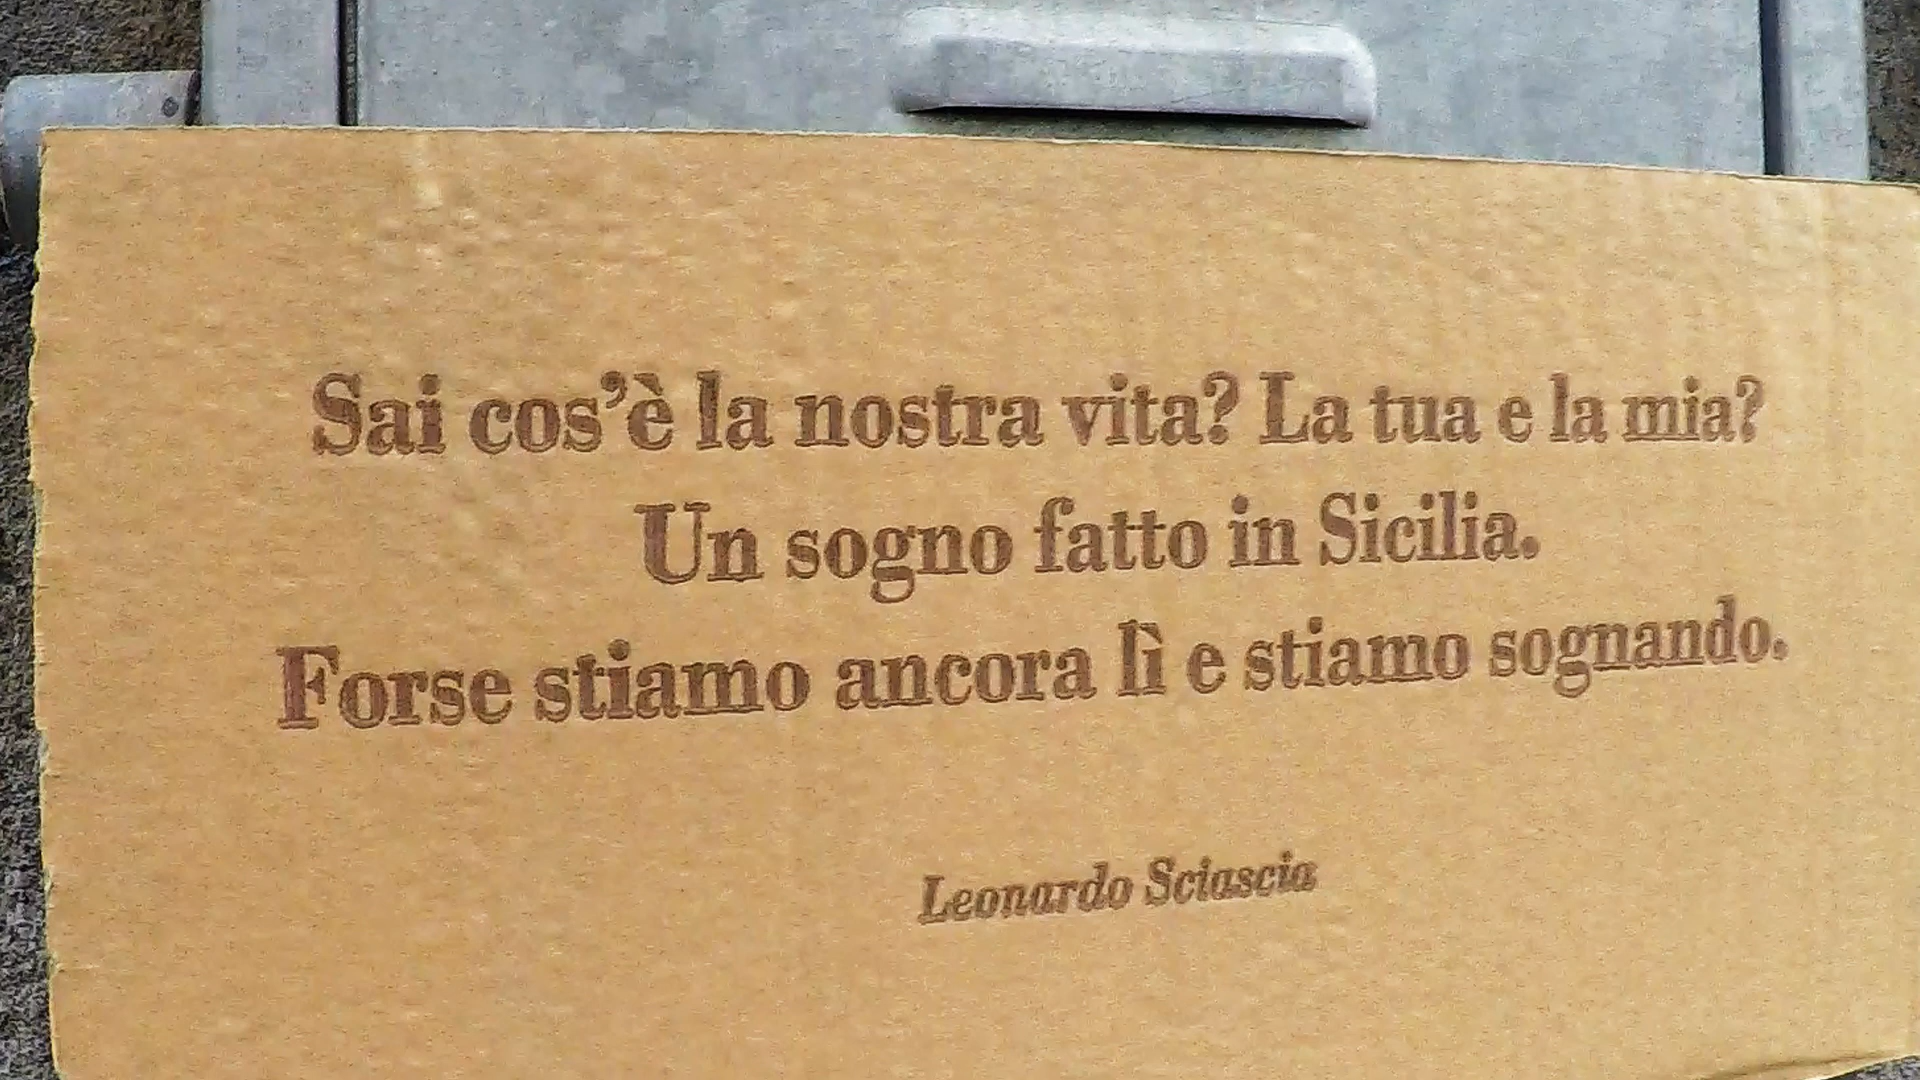 Sai cos’è la nostra vita? La tua e la mia?
Un sogno fatto in Sicilia.
Forse stiamo ancora lì e stiamo sognando.
Leonardo Sciascia